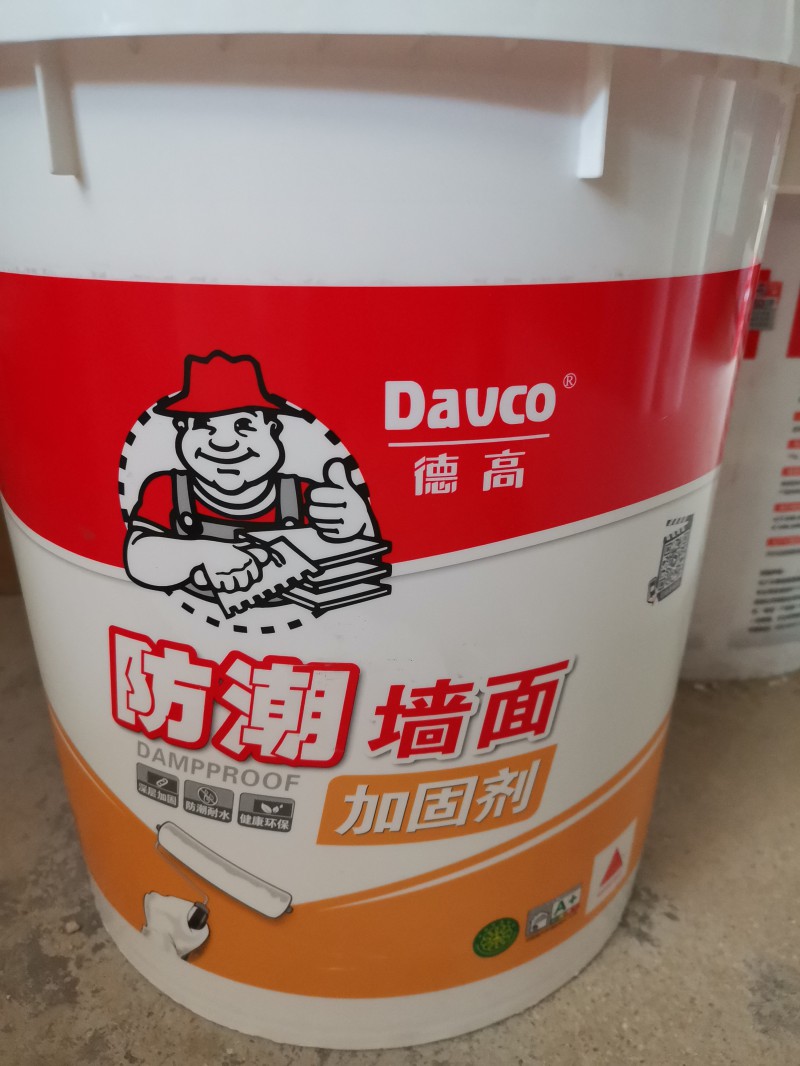 Davco®
德高
防潮墙面
DAMPPROOF
加固剂
深层加固
防潮耐水
健康环保
A+